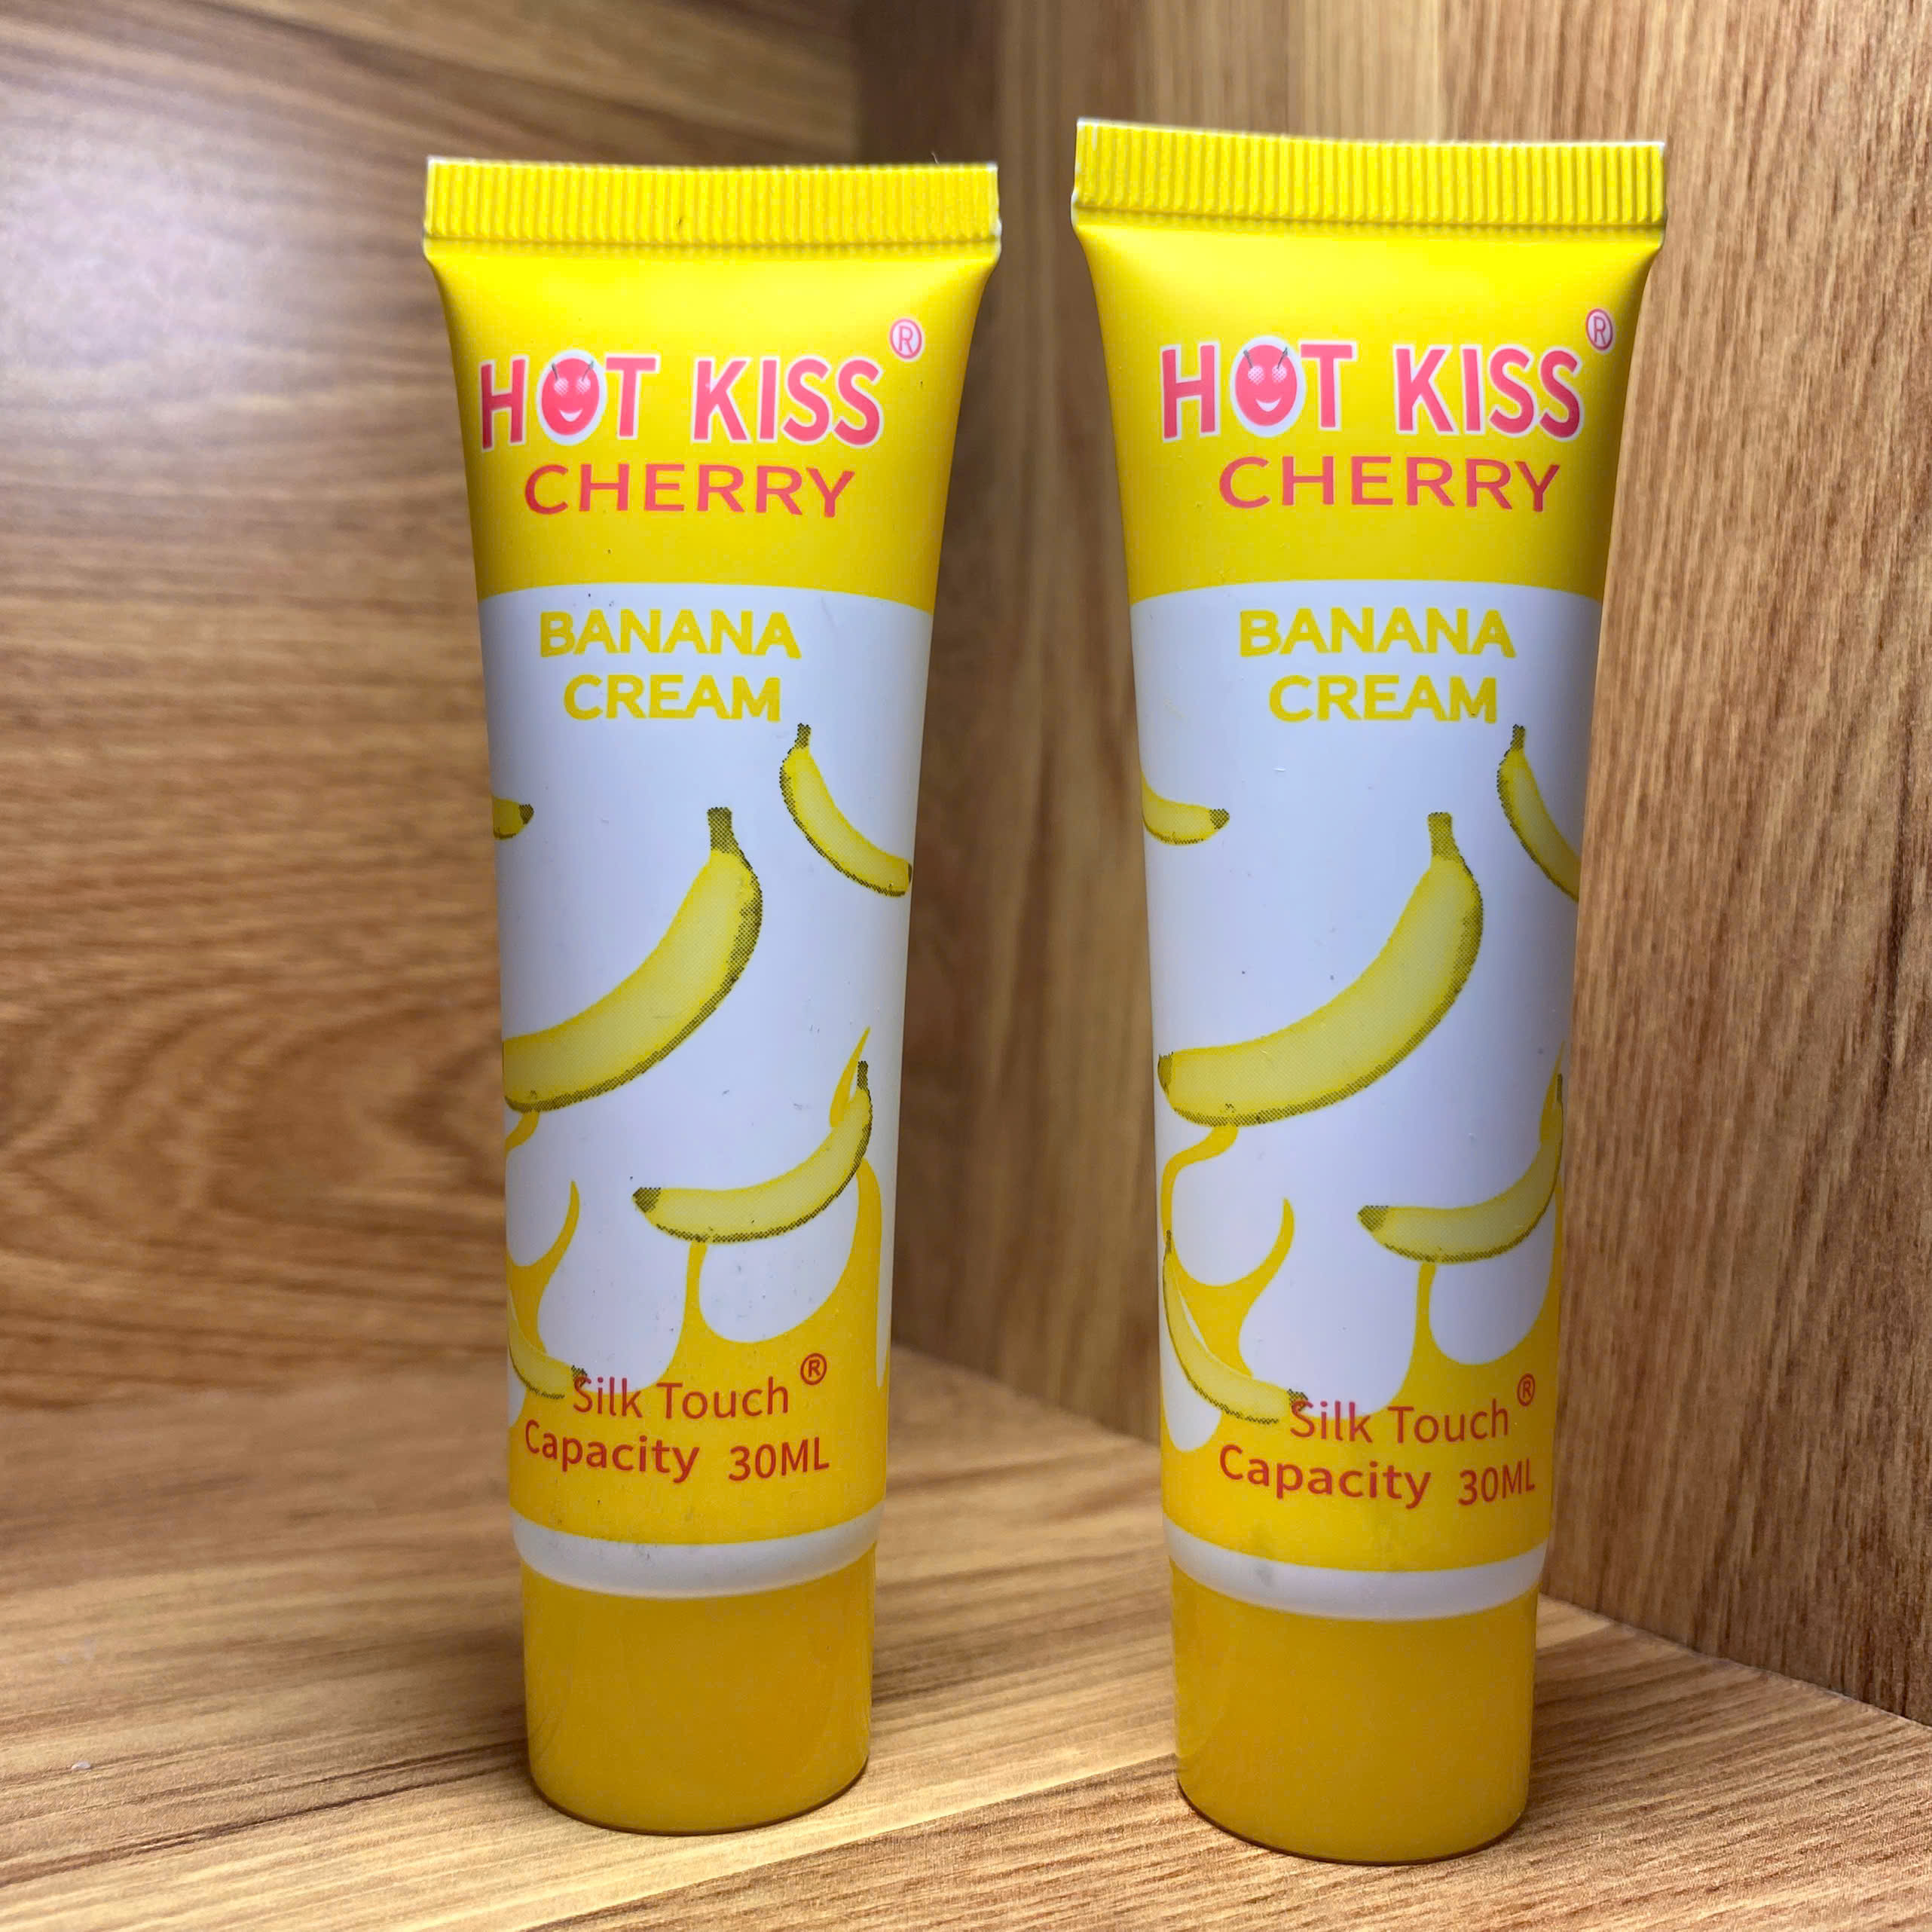 HOT KISS®
CHERRY
BANANA
CREAM
Silk Touch®
Capacity 30ML
HOT KISS®
CHERRY
BANANA
CREAM
Silk Touch®
Capacity 30ML